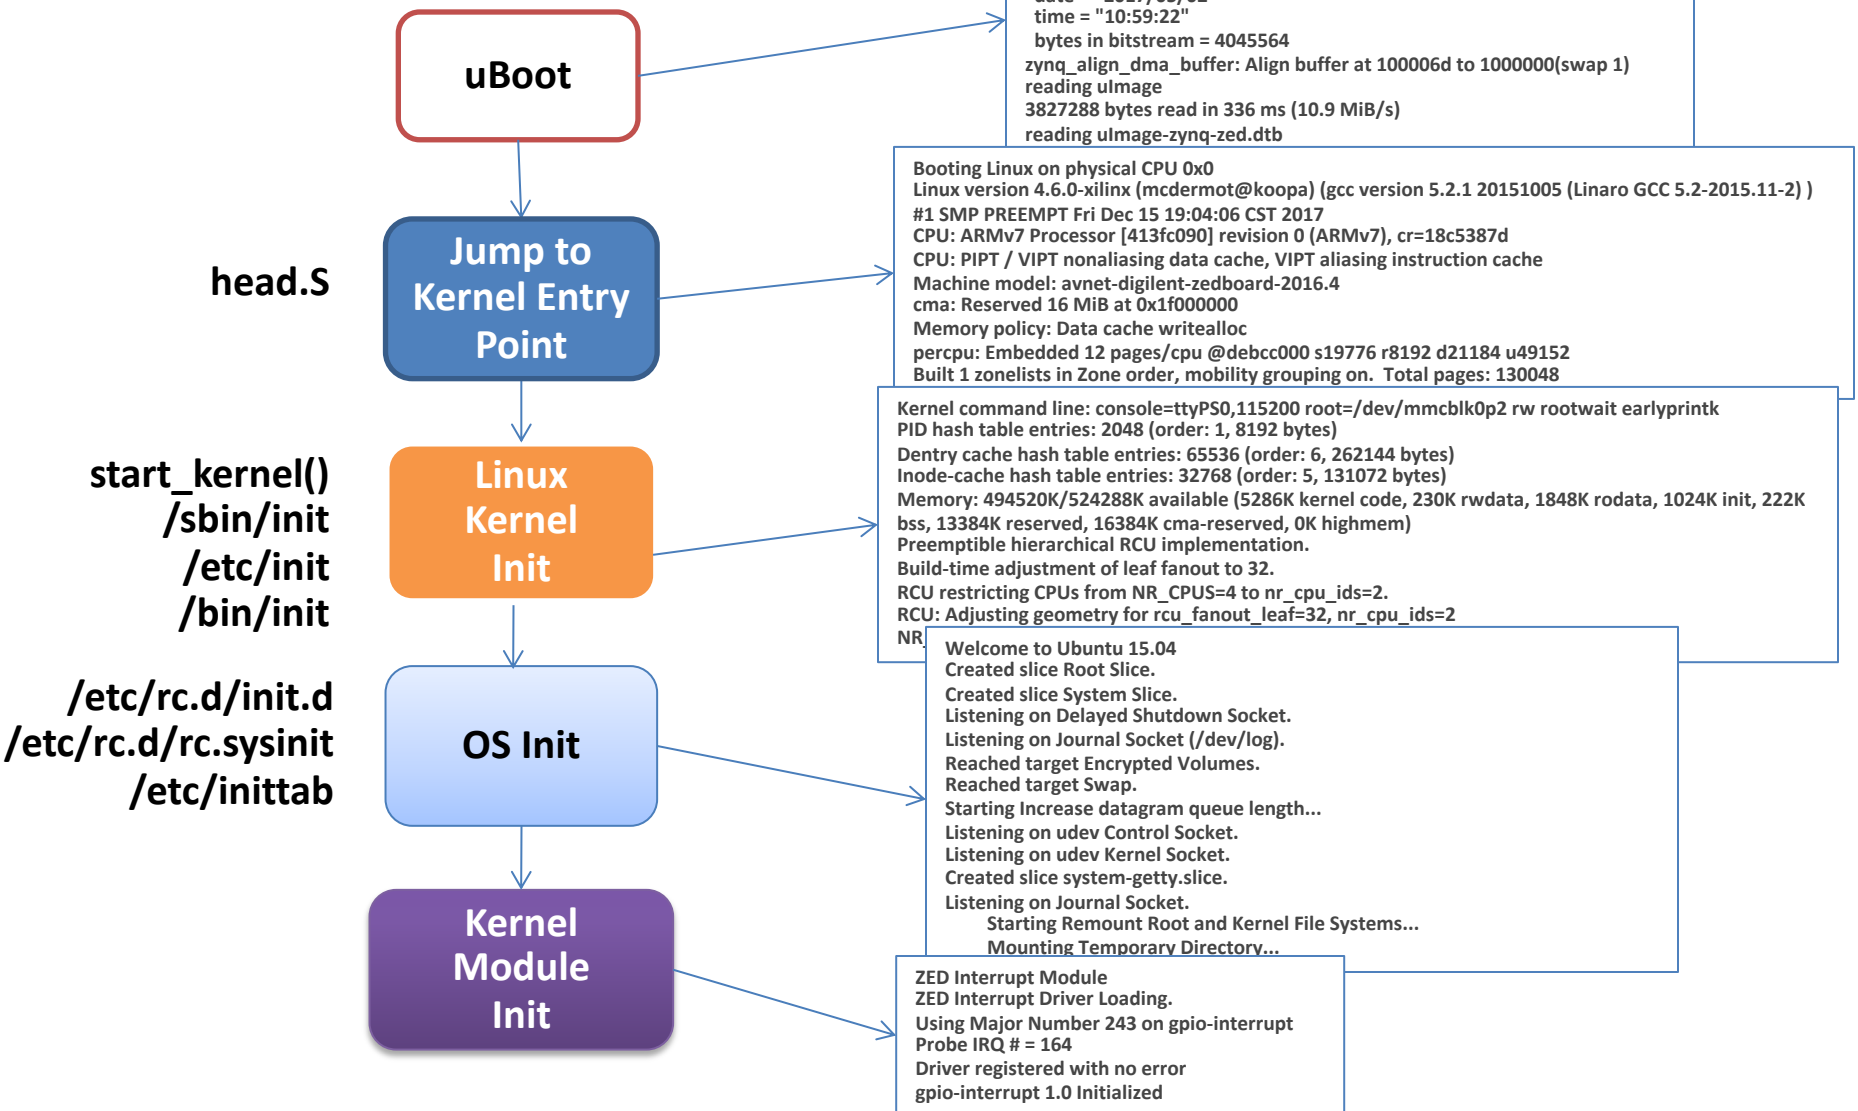 uBoot
time = "10:59:22"
bytes in bitstream = 4045564
zynq_align_dma_buffer: Align buffer at 100006d to 1000000(swap 1)
reading uImage
3827288 bytes read in 336 ms (10.9 MiB/s)
reading uImage-zynq-zed.dtb
head.S
Jump to
Kernel Entry
Point
Booting Linux on physical CPU 0x0
Linux version 4.6.0-xilinx (mcdermot@koopa) (gcc version 5.2.1 20151005 (Linaro GCC 5.2-2015.11-2) )
#1 SMP PREEMPT Fri Dec 15 19:04:06 CST 2017
CPU: ARMv7 Processor [413fc090] revision 0 (ARMv7), cr=18c5387d
CPU: PIPT / VIPT nonaliasing data cache, VIPT aliasing instruction cache
Machine model: avnet-digilent-zedboard-2016.4
cma: Reserved 16 MiB at 0x1f000000
Memory policy: Data cache writealloc
percpu: Embedded 12 pages/cpu @debcc000 s19776 r8192 d21184 u49152
Built 1 zonelists in Zone order, mobility grouping on.  Total pages: 130048
start_kernel()
/sbin/init
/etc/init
/bin/init
Linux
Kernel
Init
Kernel command line: console=ttyPS0,115200 root=/dev/mmcblk0p2 rw rootwait earlyprintk
PID hash table entries: 2048 (order: 1, 8192 bytes)
Dentry cache hash table entries: 65536 (order: 6, 262144 bytes)
Inode-cache hash table entries: 32768 (order: 5, 131072 bytes)
Memory: 494520K/524288K available (5286K kernel code, 230K rwdata, 1848K rodata, 1024K init, 222K
bss, 13384K reserved, 16384K cma-reserved, 0K highmem)
Preemptible hierarchical RCU implementation.
Build-time adjustment of leaf fanout to 32.
RCU restricting CPUs from NR_CPUS=4 to nr_cpu_ids=2.
RCU: Adjusting geometry for rcu_fanout_leaf=32, nr_cpu_ids=2
/etc/rc.d/init.d
/etc/rc.d/rc.sysinit
/etc/inittab
OS Init
Welcome to Ubuntu 15.04
Created slice Root Slice.
Created slice System Slice.
Listening on Delayed Shutdown Socket.
Listening on Journal Socket (/dev/log).
Reached target Encrypted Volumes.
Reached target Swap.
Starting Increase datagram queue length...
Listening on udev Control Socket.
Listening on udev Kernel Socket.
Created slice system-getty.slice.
Listening on Journal Socket.
Starting Remount Root and Kernel File Systems...
Mounting Temporary Directory...
Kernel
Module
Init
ZED Interrupt Module
ZED Interrupt Driver Loading.
Using Major Number 243 on gpio-interrupt
Probe IRQ # = 164
Driver registered with no error
gpio-interrupt 1.0 Initialized